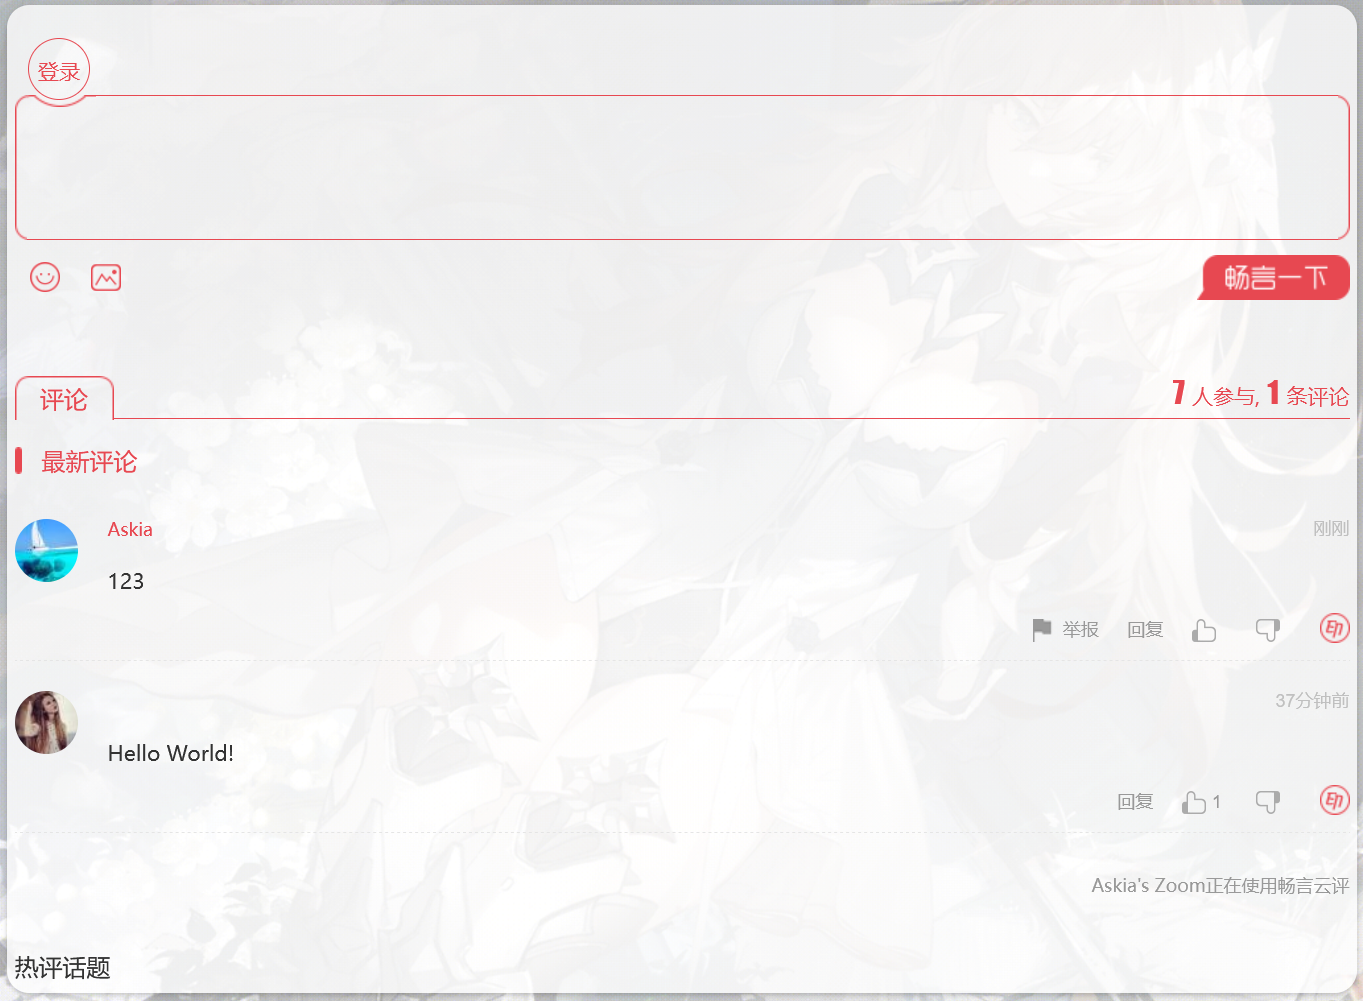 登录
畅言一下
评论
7 人参与, 1 条评论
最新评论
Askia
刚刚
123
举报 回复
印
37分钟前
Hello World!
回复 1
印
Askia's Zoom正在使用畅言云评
热评话题